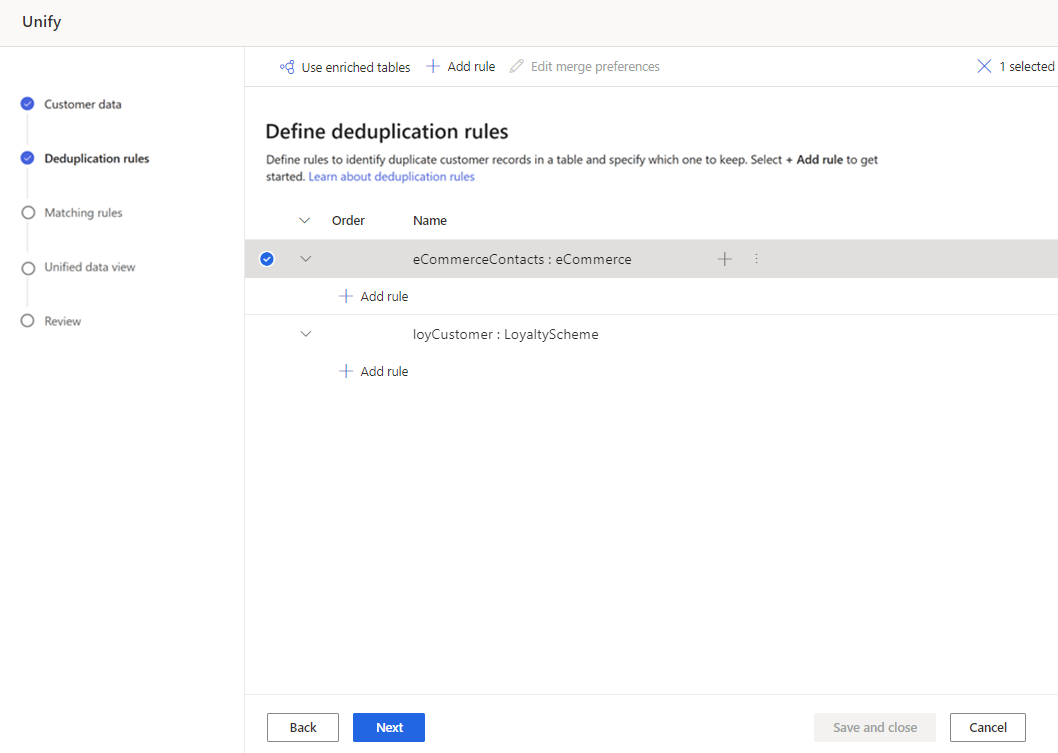 Unify
Use enriched tables
Add rule
Edit merge preferences
1 selected
Customer data
Deduplication rules
Matching rules
Unified data view
Review
Define deduplication rules
Define rules to identify duplicate customer records in a table and specify which one to keep. Select + Add rule to get
started. Learn about deduplication rules
Order Name
eCommerceContacts : eCommerce
Add rule
loyCustomer : LoyaltyScheme
Add rule
Back
Next
Save and close
Cancel